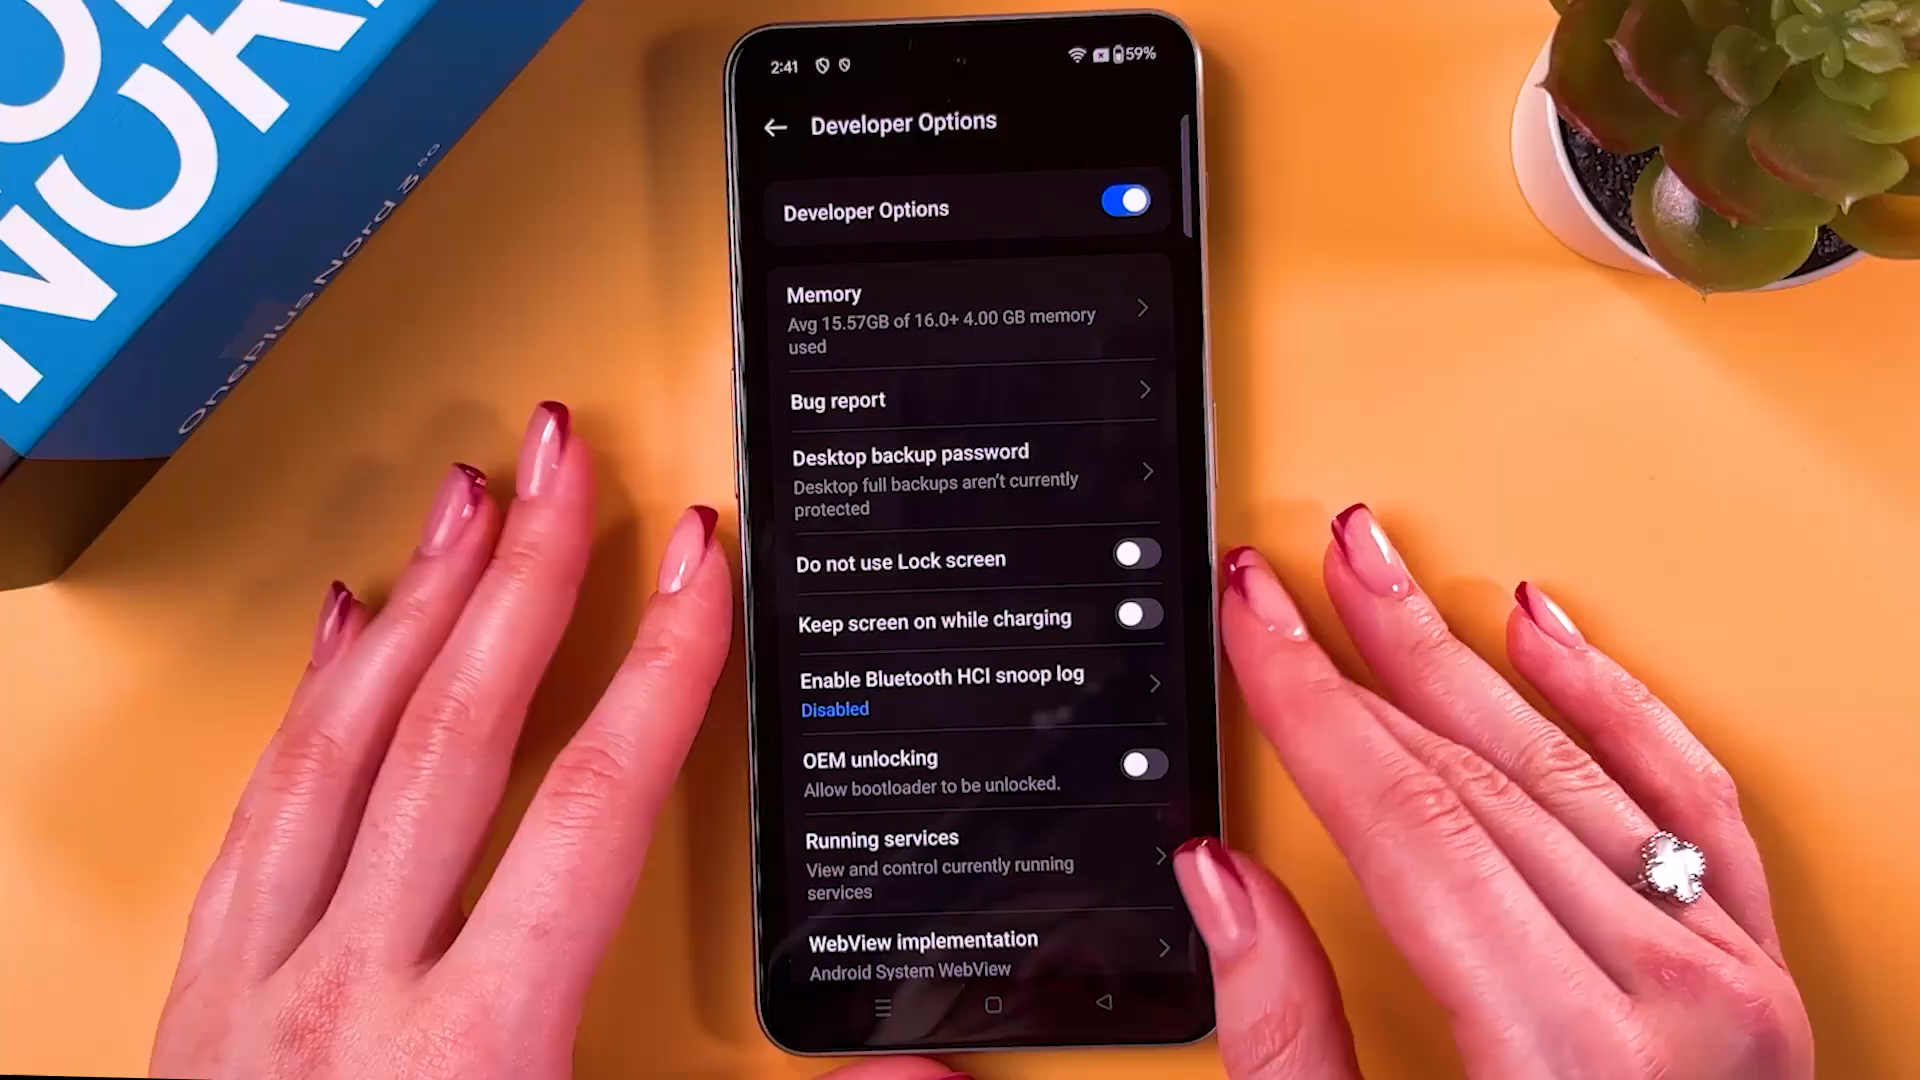 NOR
OnePlus Nord 3 5G
2:41
59%
Developer Options
Developer Options
Memory
Avg 15.57GB of 16.0+ 4.00 GB memory
used
Bug report
Desktop backup password
Desktop full backups aren't currently
protected
Do not use Lock screen
Keep screen on while charging
Enable Bluetooth HCI snoop log
Disabled
OEM unlocking
Allow bootloader to be unlocked.
Running services
View and control currently running
services
WebView implementation
Android System WebView